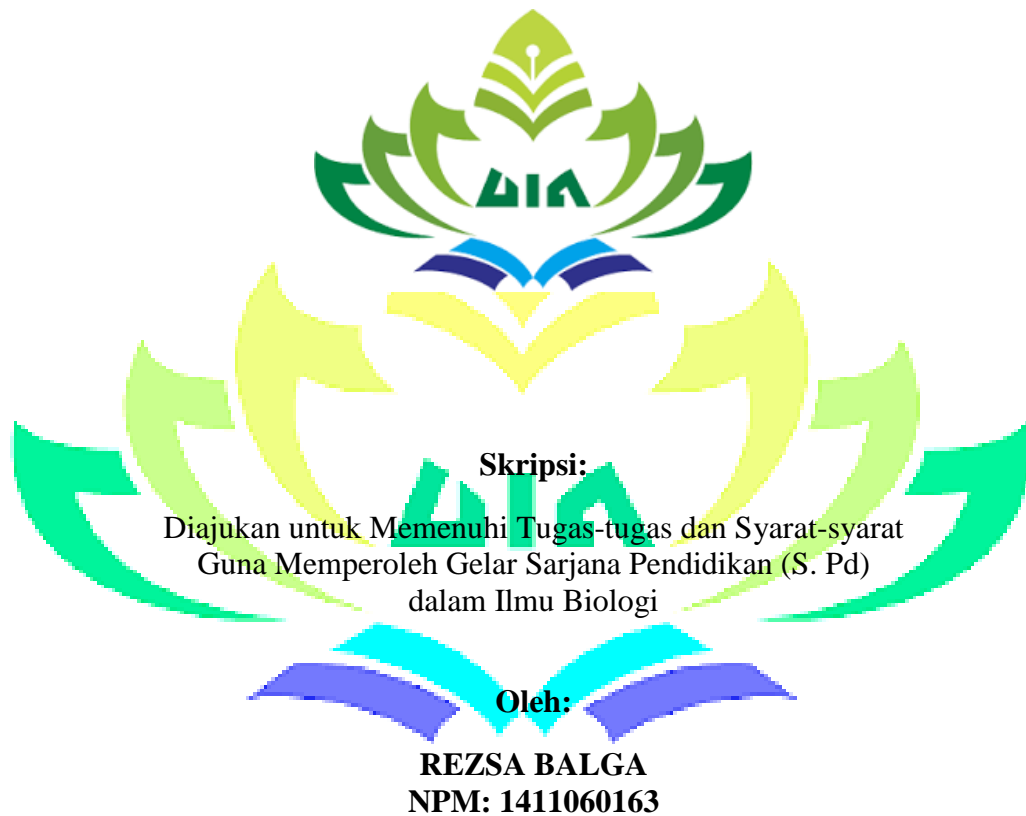 UIN
Skripsi:
Diajukan untuk Memenuhi Tugas-tugas dan Syarat-syarat
Guna Memperoleh Gelar Sarjana Pendidikan (S. Pd)
dalam Ilmu Biologi
UIN
Oleh:
REZSA BALGA
NPM: 1411060163